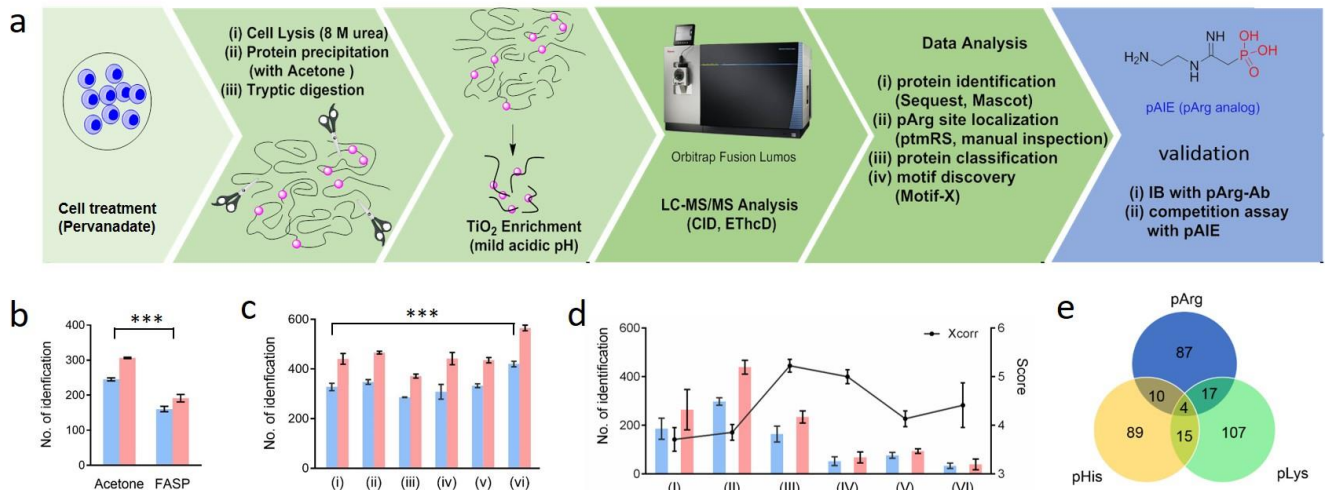 a
Cell treatment
(Pervanadate)
(i) Cell Lysis (8 M urea)
(ii) Protein precipitation
(with Acetone )
(iii) Tryptic digestion
TiO2 Enrichment
(mild acidic pH)
Orbitrap Fusion Lumos
LC-MS/MS Analysis
(CID, EThcD)
Data Analysis
(i) protein identification
(Sequest, Mascot)
(ii) pArg site localization
(ptmRS, manual inspection)
(iii) protein classification
(iv) motif discovery
(Motif-X)
NH
OH
H2N
N
H
P
OH
O
pAIE (pArg analog)
validation
(i) IB with pArg-Ab
(ii) competition assay
with pAIE
b
No. of idenfication
400
300
200
100
0
***
Acetone
FASP
c
No. of idenfication
600
400
200
0
***
(i)
(ii)
(iii)
(iv)
(v)
(vi)
d
No. of identification
600
400
200
0
Xcorr
6
5
4
3
Score
(I)
(II)
(III)
(IV)
(V)
(VI)
e
pArg
87
10
17
4
89
15
107
pHis
pLys